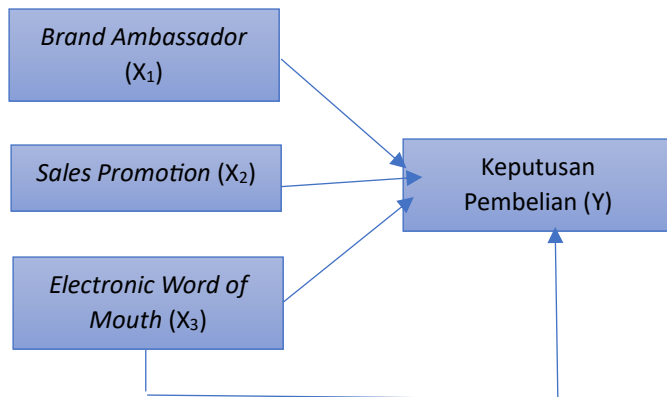 Brand Ambassador
(X₁)
Sales Promotion (X₂)
Keputusan
Pembelian (Y)
Electronic Word of
Mouth (X₃)